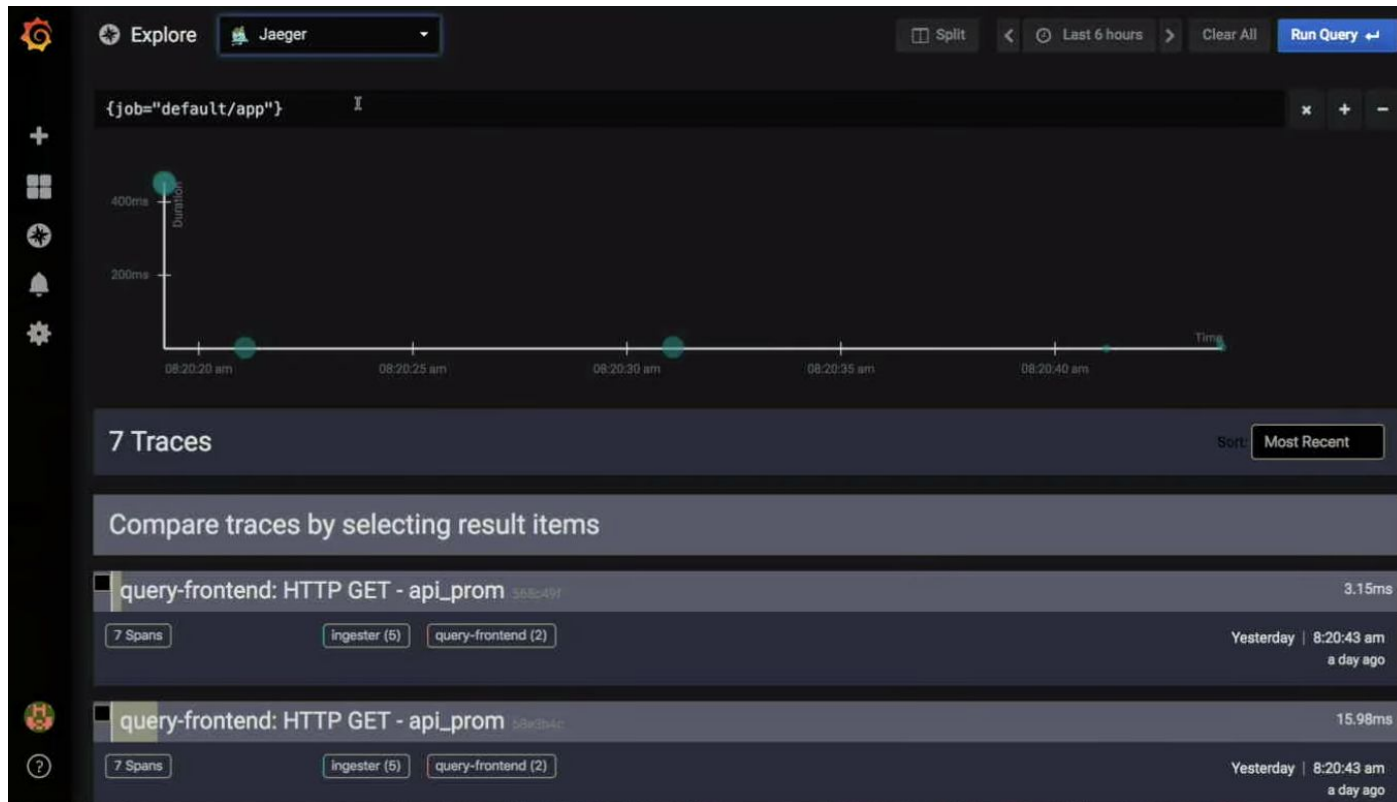 Explore
Jaeger
Split
Last 6 hours
Clear All
Run Query
{job="default/app"}
400ms
Duration
200ms
Time
08:20:20 am
08:20:25 am
08:20:30 am
08:20:35 am
08:20:40 am
7 Traces
Sort:
Most Recent
Compare traces by selecting result items
query-frontend: HTTP GET - api_prom
3.15ms
7 Spans
ingester (5)
query-frontend (2)
Yesterday | 8:20:43 am
a day ago
query-frontend: HTTP GET - api_prom
15.98ms
7 Spans
ingester (5)
query-frontend (2)
Yesterday | 8:20:43 am
a day ago